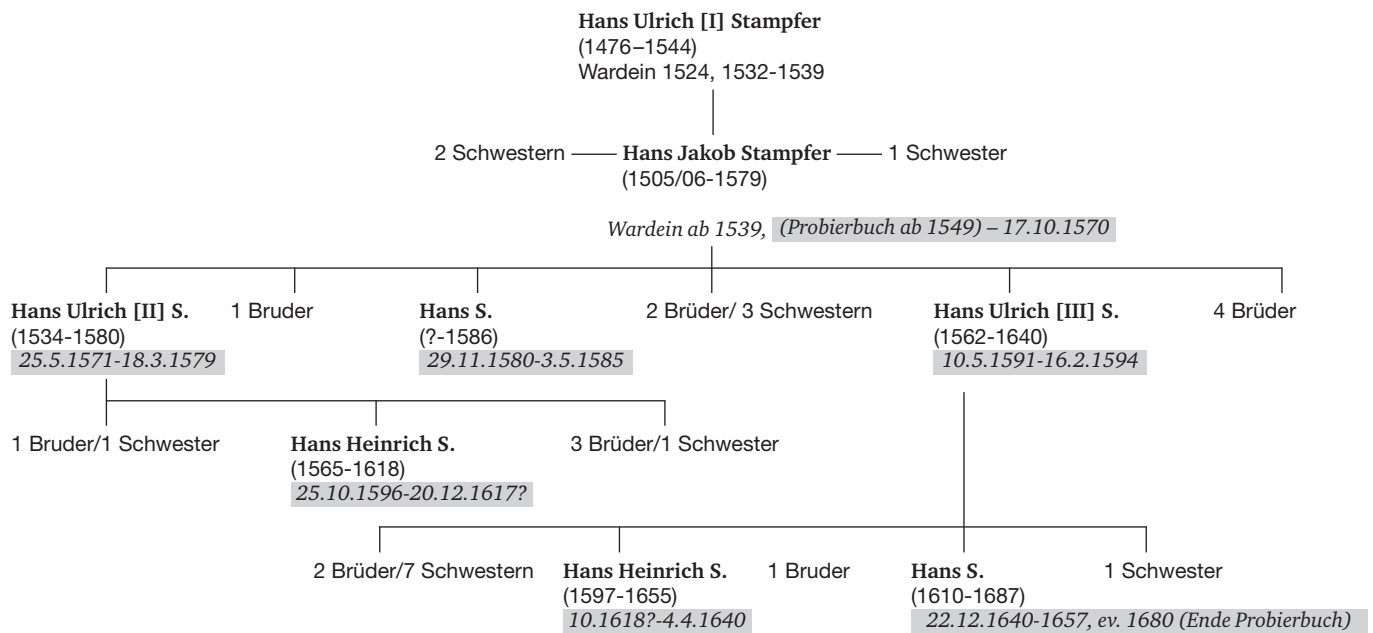 Hans Ulrich [I] Stampfer
(1476–1544)
Wardein 1524, 1532-1539
2 Schwestern
Hans Jakob Stampfer
1 Schwester
(1505/06-1579)
Wardein ab 1539, (Probierbuch ab 1549) – 17.10.1570
Hans Ulrich [II] S.
(1534-1580)
25.5.1571-18.3.1579
1 Bruder
Hans S.
(?-1586)
29.11.1580-3.5.1585
2 Brüder/ 3 Schwestern
Hans Ulrich [III] S.
(1562-1640)
10.5.1591-16.2.1594
4 Brüder
1 Bruder/1 Schwester
Hans Heinrich S.
(1565-1618)
25.10.1596-20.12.1617?
3 Brüder/1 Schwester
2 Brüder/7 Schwestern
Hans Heinrich S.
(1597-1655)
10.1618?-4.4.1640
1 Bruder
Hans S.
(1610-1687)
22.12.1640-1657, ev. 1680 (Ende Probierbuch)
1 Schwester